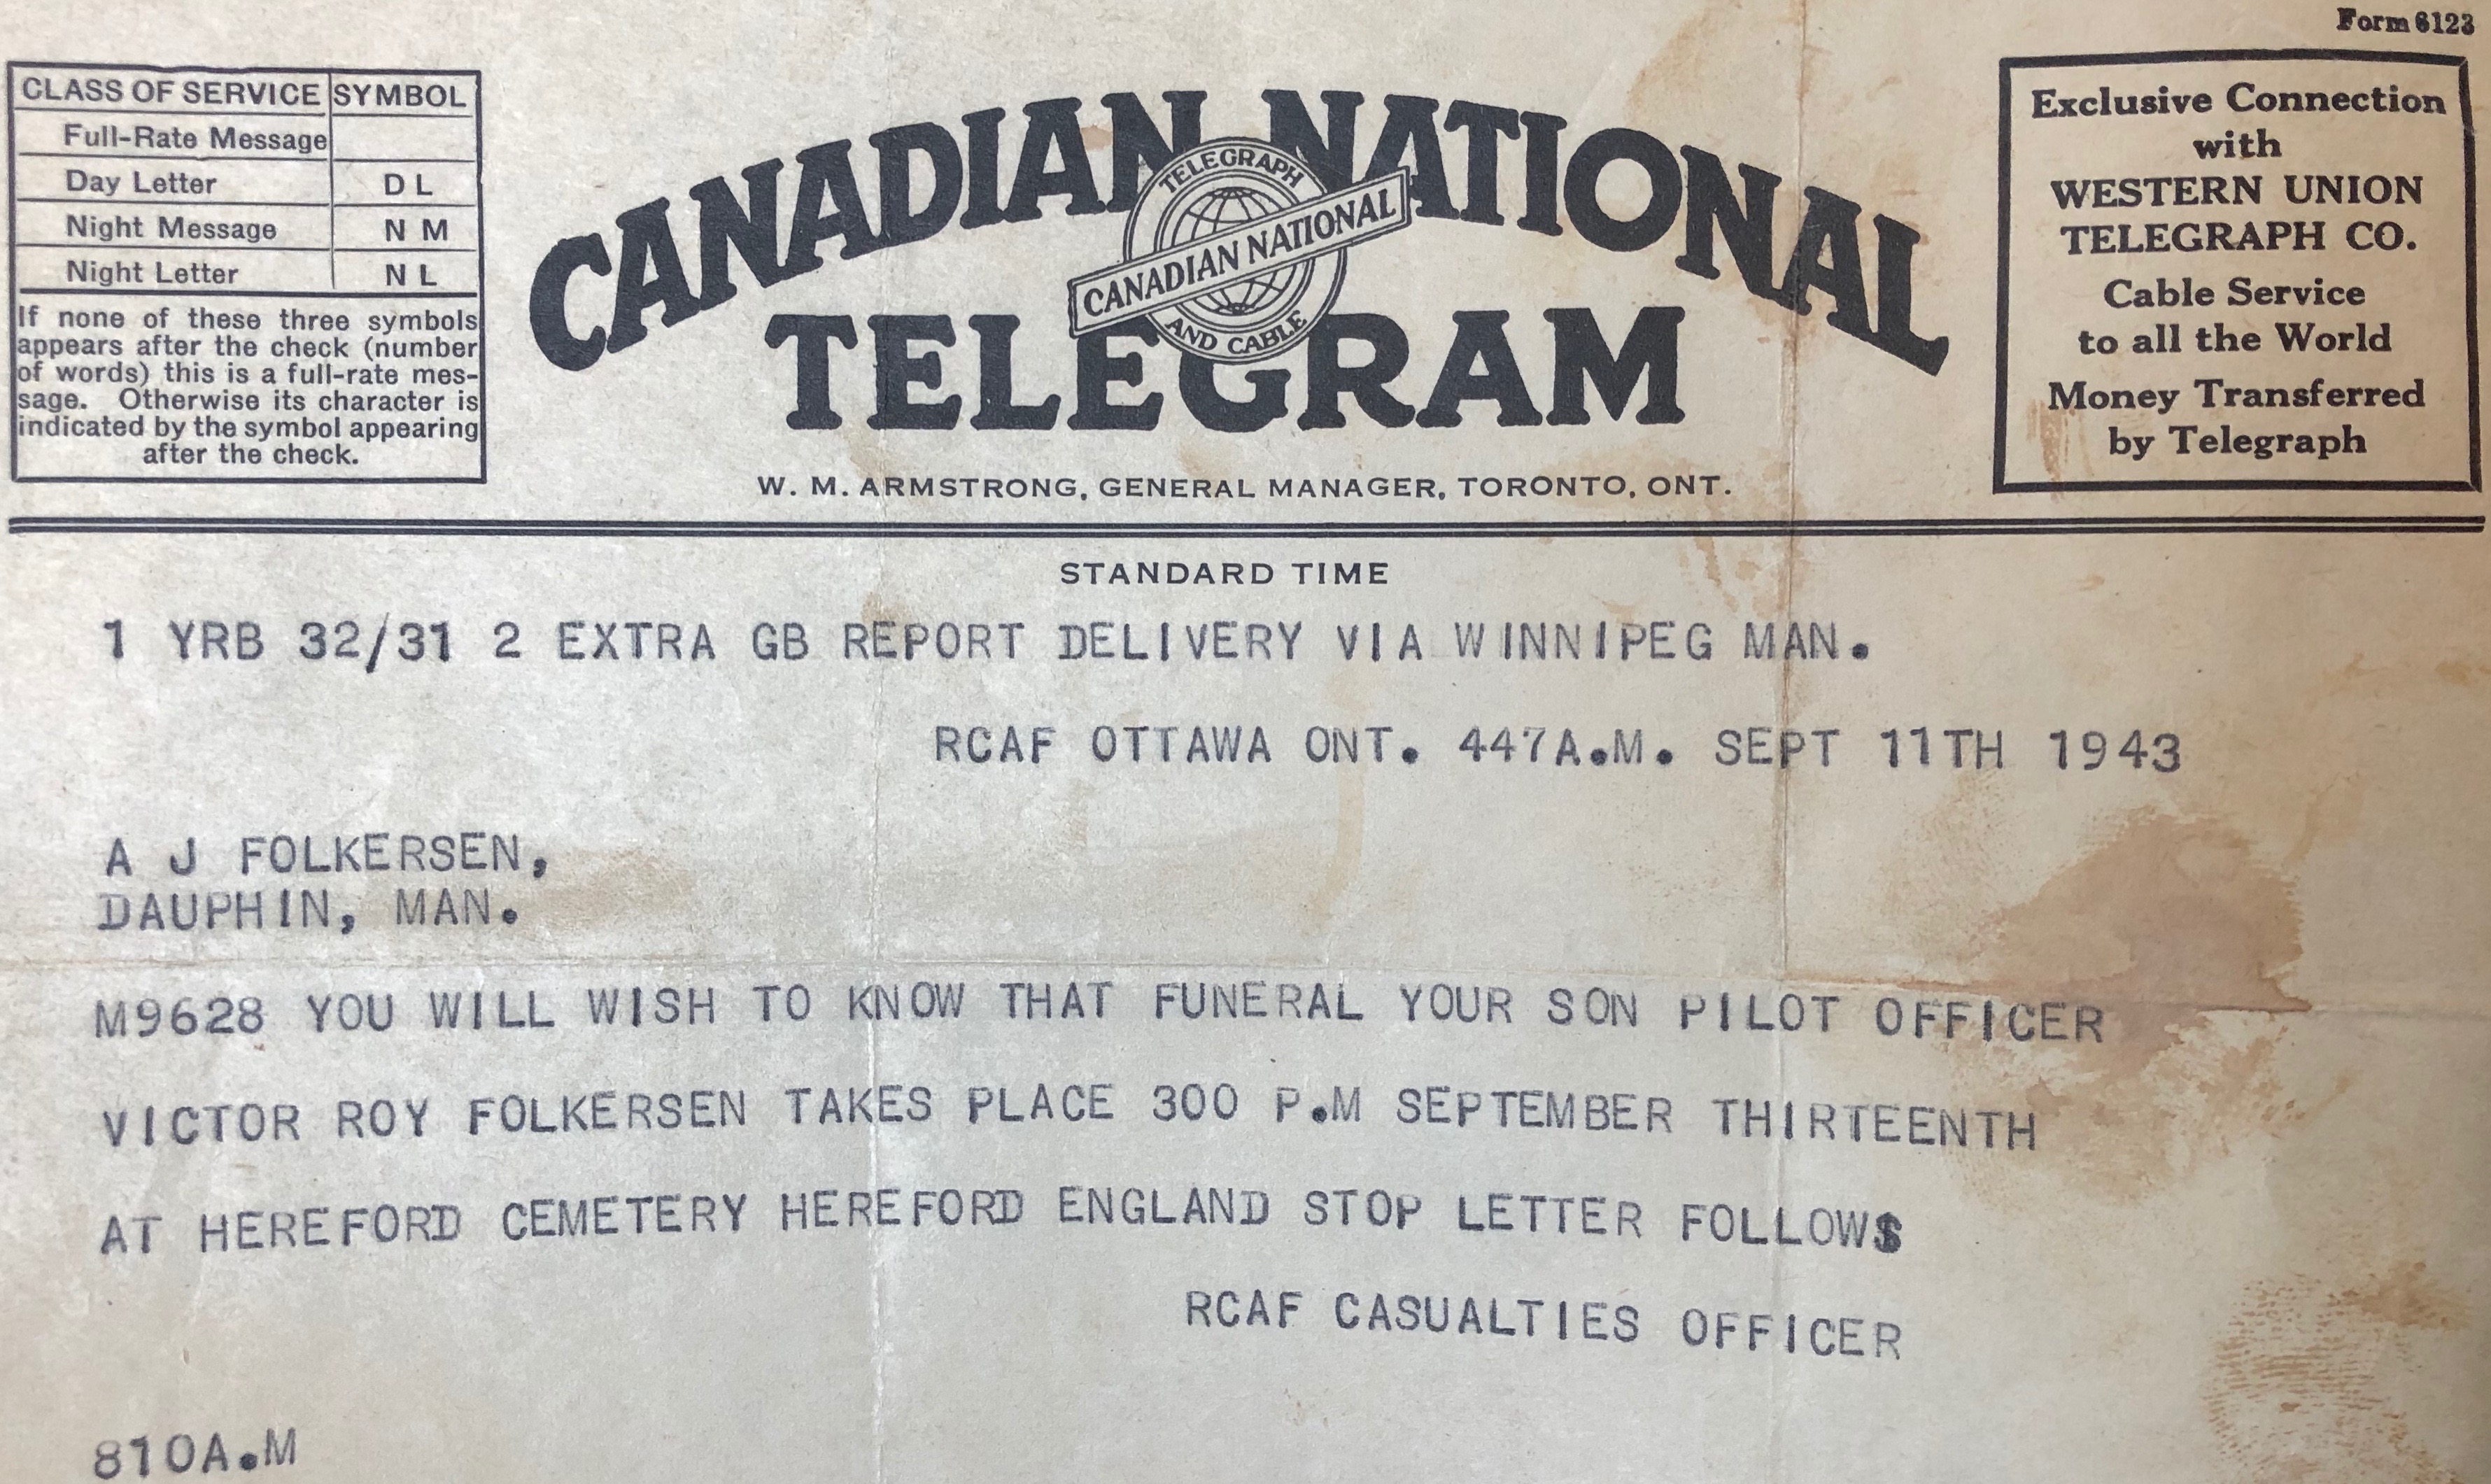 Form 6123
CLASS OF SERVICE SYMBOL
Full-Rate Message
Day Letter D L
Night Message N M
Night Letter N L
If none of these three symbols
appears after the check (number
of words) this is a full-rate mes-
sage. Otherwise its character is
indicated by the symbol appearing
after the check.
CANADIAN NATIONAL
TELEGRAPH
CANADIAN NATIONAL
AND CABLE
TELEGRAM
W. M. ARMSTRONG, GENERAL MANAGER, TORONTO, ONT.
Exclusive Connection
with
WESTERN UNION
TELEGRAPH CO.
Cable Service
to all the World
Money Transferred
by Telegraph
STANDARD TIME
1 YRB 32/31 2 EXTRA GB REPORT DELIVERY VIA WINNIPEG MAN.
RCAF OTTAWA ONT. 447A.M. SEPT 11TH 1943
A J FOLKERSEN,
DAUPHIN, MAN.
M9628 YOU WILL WISH TO KNOW THAT FUNERAL YOUR SON PILOT OFFICER
VICTOR ROY FOLKERSEN TAKES PLACE 300 P.M SEPTEMBER THIRTEENTH
AT HEREFORD CEMETERY HEREFORD ENGLAND STOP LETTER FOLLOWS
RCAF CASUALTIES OFFICER
810A.M